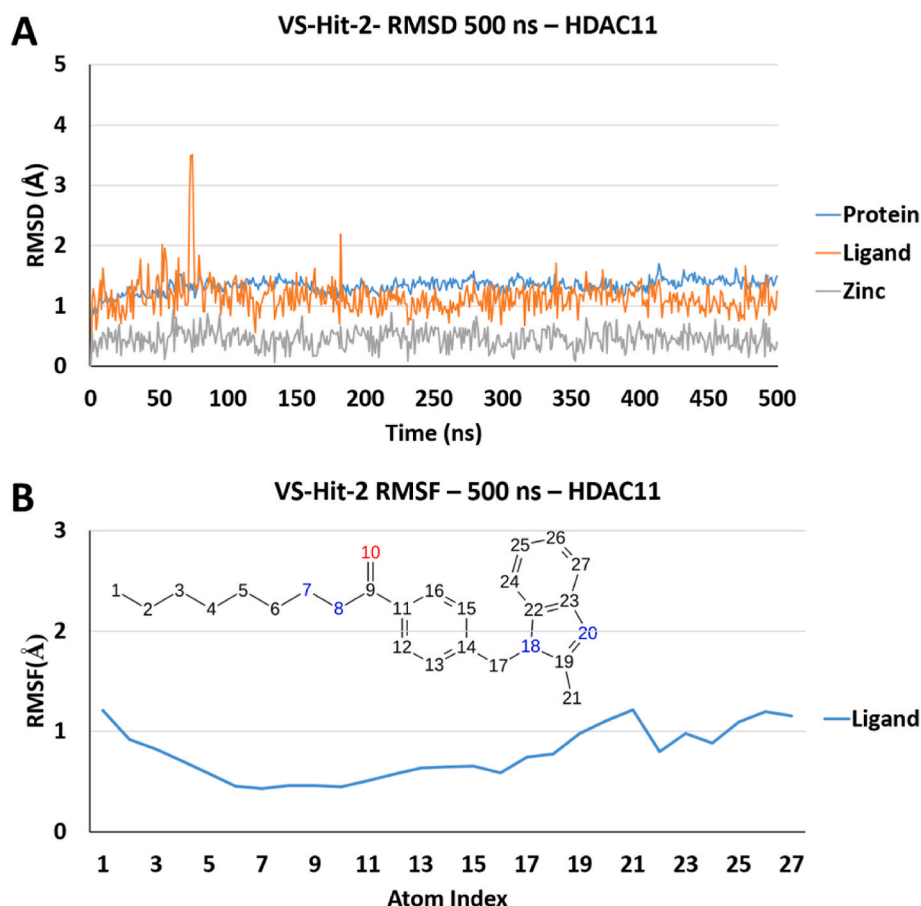 A
VS-Hit-2- RMSD 500 ns – HDAC11
RMSD (Å)
5
4
3
2
1
0
0 50 100 150 200 250 300 350 400 450 500
Time (ns)
Protein
Ligand
Zinc
B
VS-Hit-2 RMSF – 500 ns – HDAC11
RMSF(Å)
3
2
1
0
1 2 3 4 5 6 7 8 9 10 11 12 13 14 15 16 17 18 19 20 21 22 23 24 25 26 27
Ligand
1 3 5 7 9 11 13 15 17 19 21 23 25 27
Atom Index